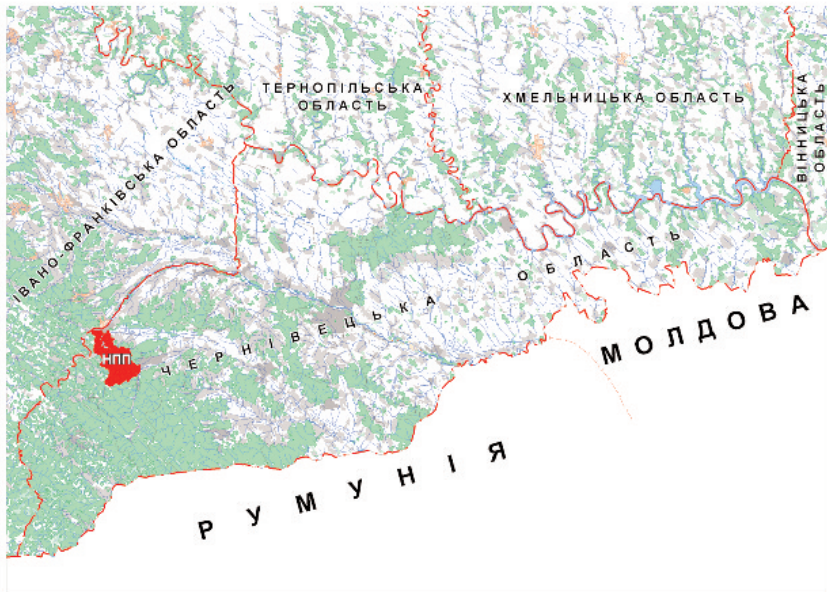 ТЕРНОПІЛЬСЬКА
ОБЛАСТЬ
ХМЕЛЬНИЦЬКА ОБЛАСТЬ
ВІННИЦЬКА
ОБЛАСТЬ
ІВАНО-ФРАНКІВСЬКА ОБЛАСТЬ
ЧЕРНІВЕЦЬКА ОБЛАСТЬ
НПП
МОЛДОВА
РУМУНІЯ